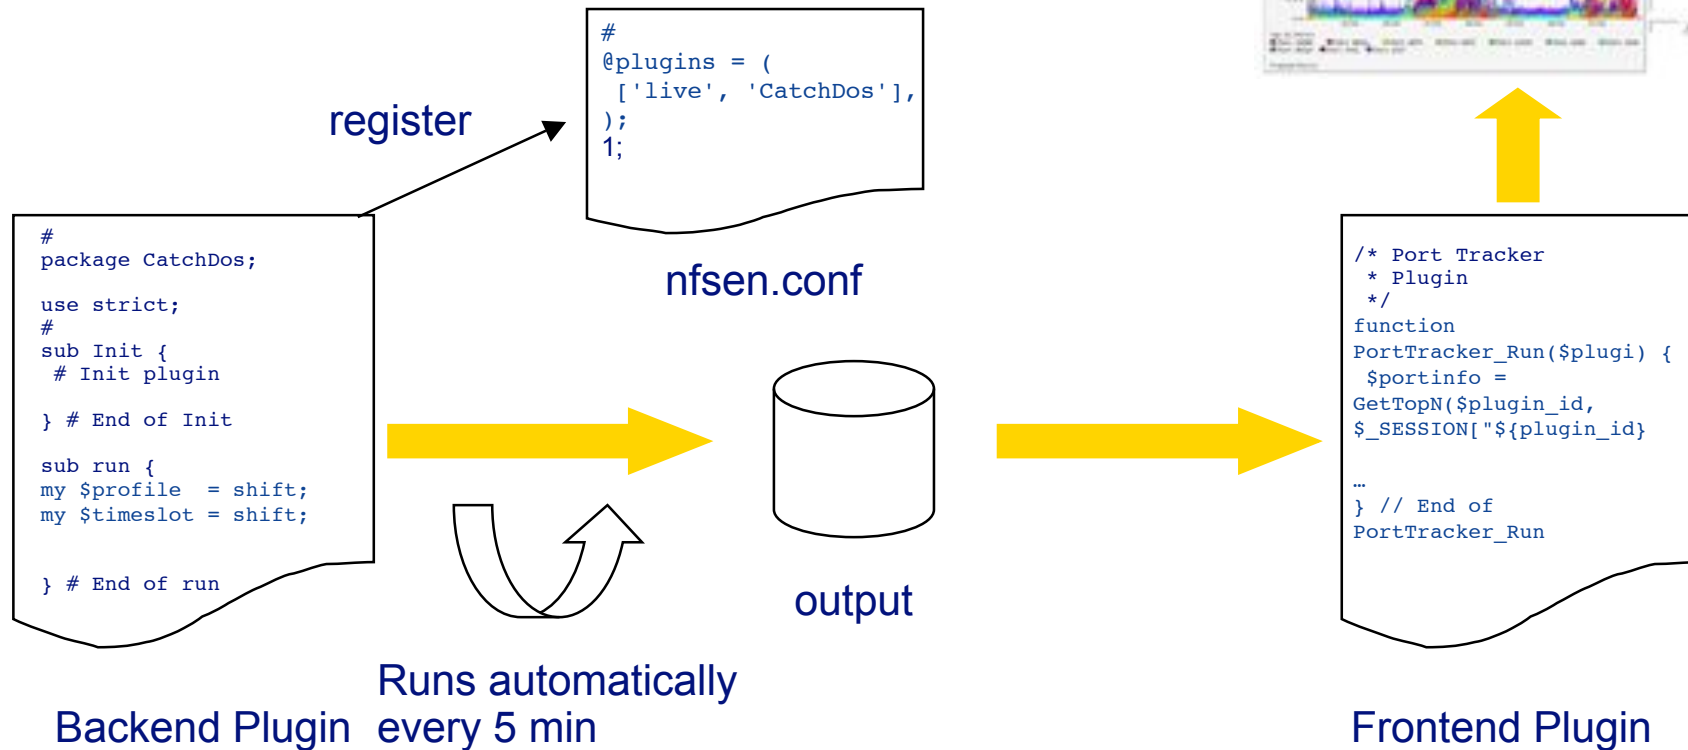 #
@plugins = (
['live', 'CatchDos'],
);
1;
register
nfsen.conf
#
package CatchDos;
use strict;
#
sub Init {
# Init plugin
} # End of Init
sub run {
my $profile  = shift;
my $timeslot = shift;
} # End of run
Backend Plugin
Runs automatically
every 5 min
output
/* Port Tracker
* Plugin
*/
function
PortTracker_Run($plugi) {
$portinfo =
GetTopN($plugin_id,
$_SESSION["${plugin_id}
…
} // End of
PortTracker_Run
Frontend Plugin